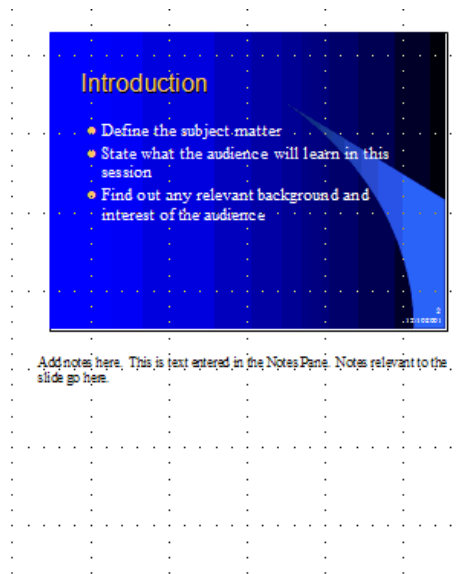 Introduction
Define the subject matter
State what the audience will learn in this
session
Find out any relevant background and
interest of the audience
2
Add notes here. This is text entered in the Notes Pane. Notes relevant to the
slide go here.